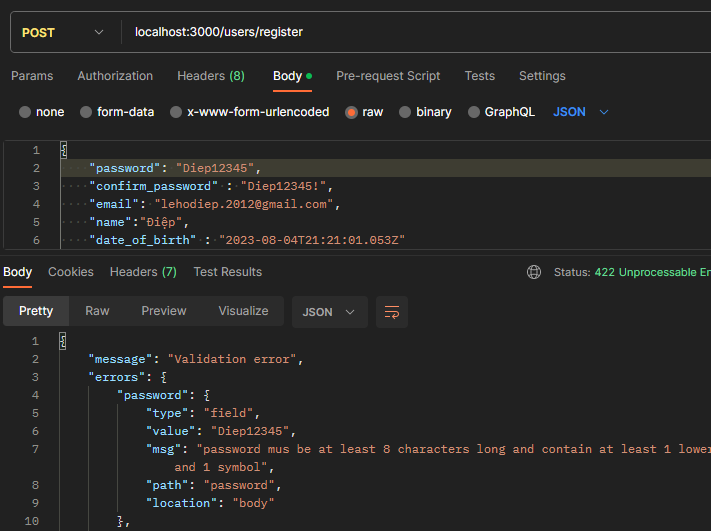 POST localhost:3000/users/register
Params Authorization Headers (8) Body Pre-request Script Tests Settings
none form-data x-www-form-urlencoded raw binary GraphQL JSON
1 {
2 "password": "Diep12345",
3 "confirm_password" : "Diep12345!",
4 "email": "lehodiep.2012@gmail.com",
5 "name":"Điệp",
6 "date_of_birth" : "2023-08-04T21:21:01.053Z"
Body Cookies Headers (7) Test Results Status: 422 Unprocessable
Pretty Raw Preview Visualize JSON
1 {
2 "message": "Validation error",
3 "errors": {
4 "password": {
5 "type": "field",
6 "value": "Diep12345",
7 "msg": "password mus be at least 8 characters long and contain at least 1 lower
and 1 symbol",
8 "path": "password",
9 "location": "body"
10 },